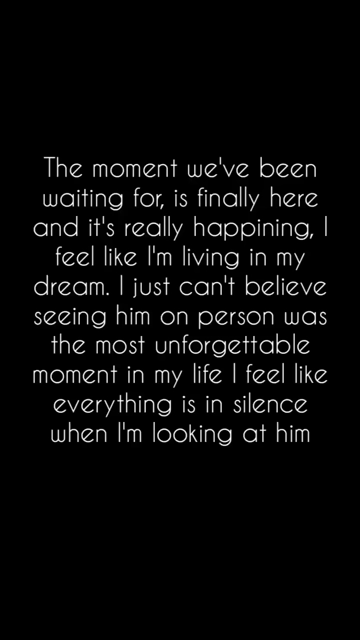 The moment we've been
waiting for, is finally here
and it's really happining, I
feel like I'm living in my
dream. I just can't believe
seeing him on person was
the most unforgettable
moment in my life I feel like
everything is in silence
when I'm looking at him